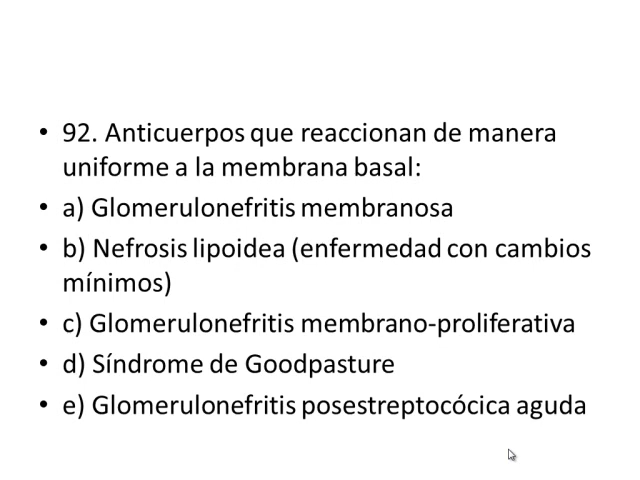 • 92. Anticuerpos que reaccionan de manera
uniforme a la membrana basal:
• a) Glomerulonefritis membranosa
• b) Nefrosis lipoidea (enfermedad con cambios
mínimos)
• c) Glomerulonefritis membrano-proliferativa
• d) Síndrome de Goodpasture
• e) Glomerulonefritis posestreptocócica aguda